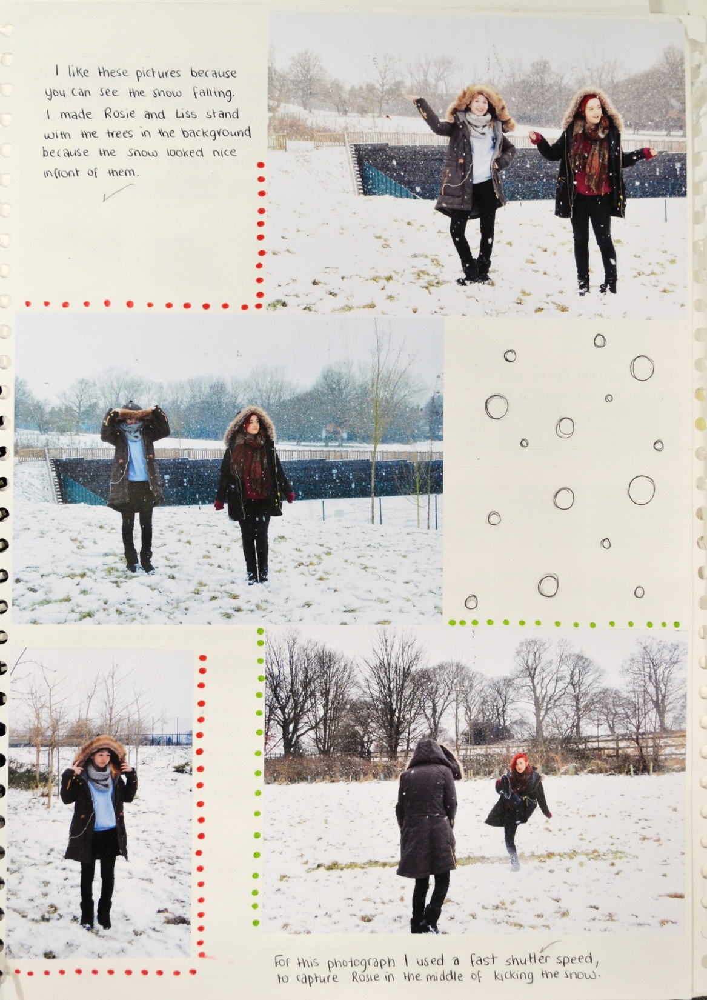 I like these pictures because
you can see the snow falling.
I made Rosie and Liss stand
with the trees in the background
because the snow looked nice
infront of them.
For this photograph I used a fast shutter speed,
to capture Rosie in the middle of kicking the snow.